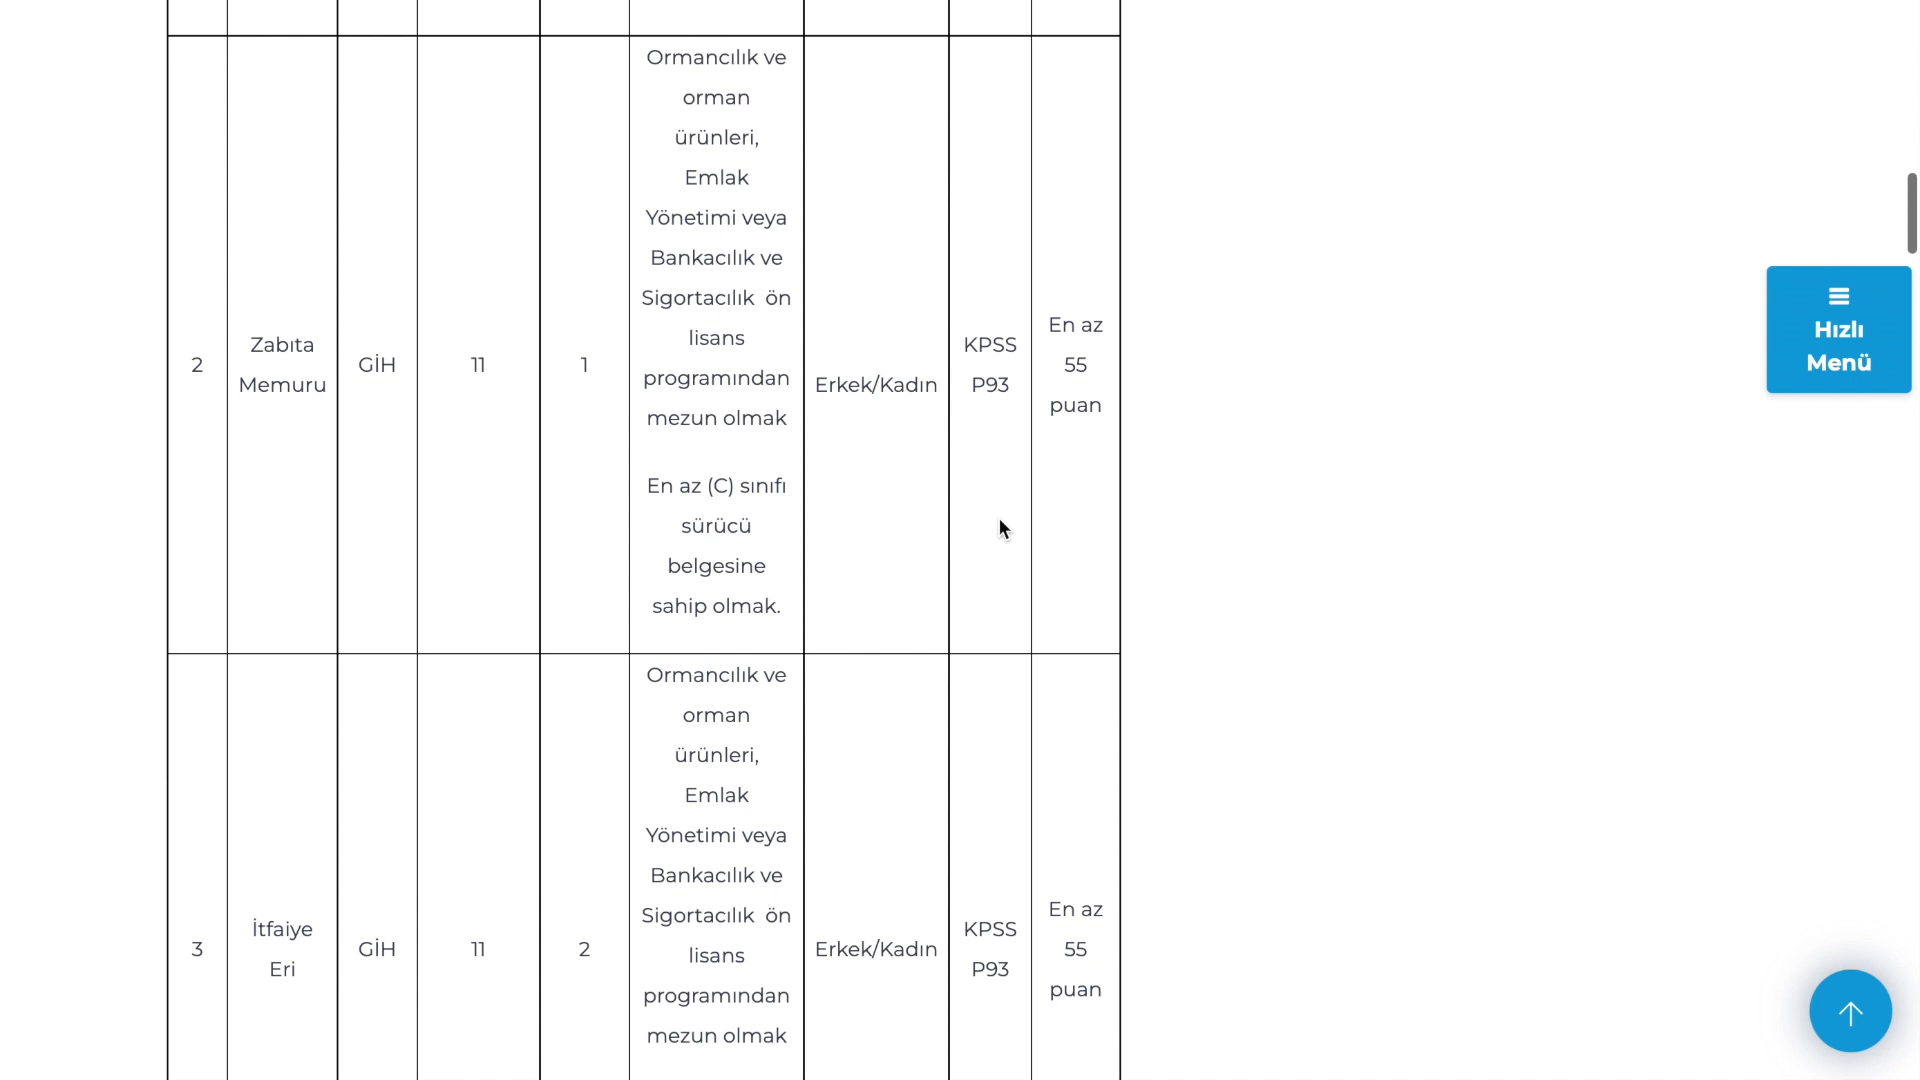 2
Zabıta
Memuru
GİH
11
1
Ormancılık ve
orman
ürünleri,
Emlak
Yönetimi veya
Bankacılık ve
Sigortacılık ön
lisans
programından
mezun olmak
En az (C) sınıfı
sürücü
belgesine
sahip olmak.
Erkek/Kadın
KPSS
P93
En az
55
puan
3
İtfaiye
Eri
GİH
11
2
Ormancılık ve
orman
ürünleri,
Emlak
Yönetimi veya
Bankacılık ve
Sigortacılık ön
lisans
programından
mezun olmak
Erkek/Kadın
KPSS
P93
En az
55
puan
Hızlı
Menü